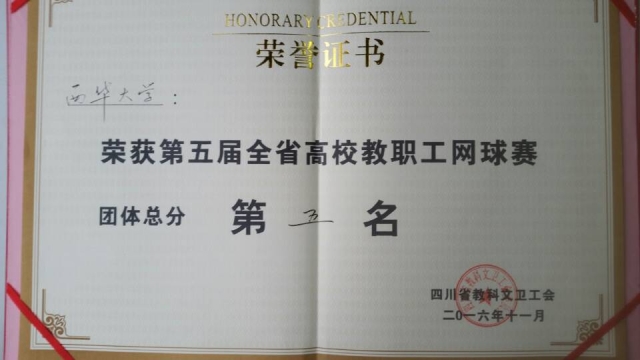 HONORARY CREDENTIAL
荣誉证书
西华大学：
荣获第五届全省高校教职工网球赛
团体总分 第 五 名
四川省教科文卫工会
二0一六年十一月